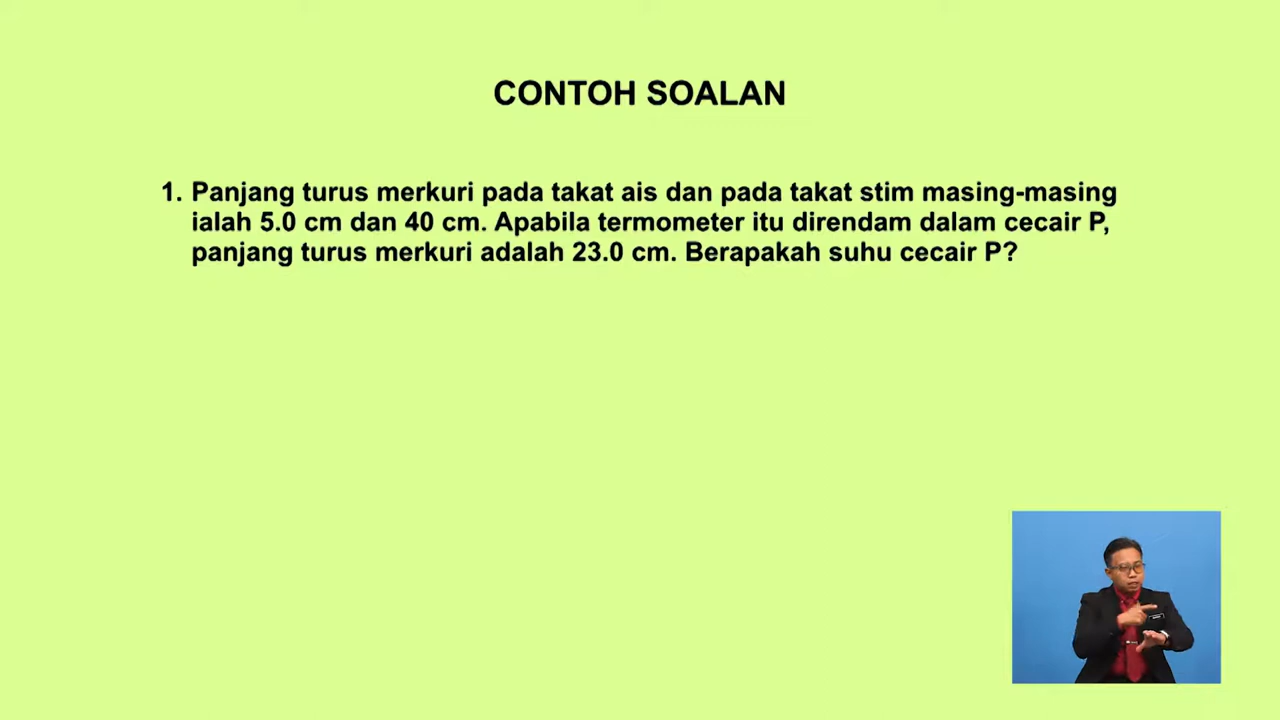 CONTOH SOALAN
1. Panjang turus merkuri pada takat ais dan pada takat stim masing-masing
ialah 5.0 cm dan 40 cm. Apabila termometer itu direndam dalam cecair P,
panjang turus merkuri adalah 23.0 cm. Berapakah suhu cecair P?